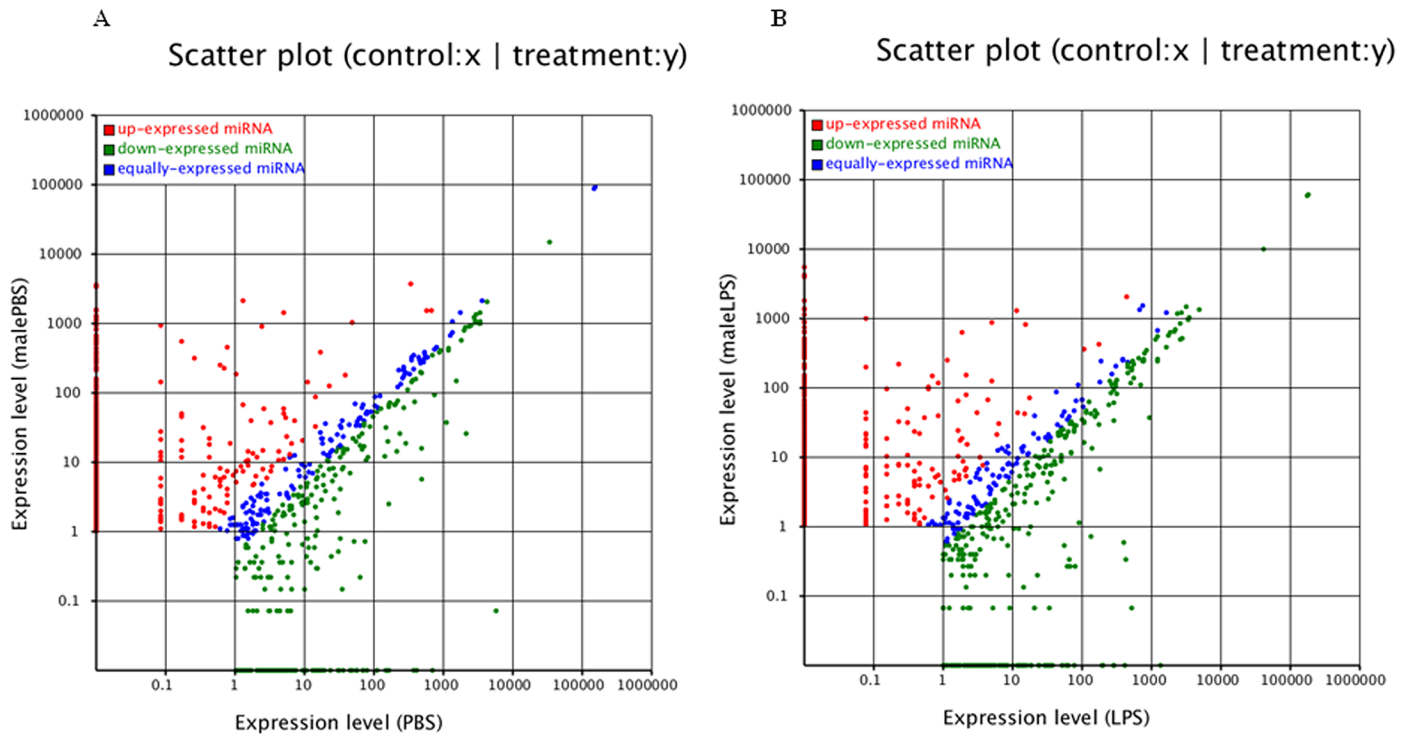 A
Scatter plot (control:x | treatment:y)
1000000
100000
10000
1000
100
10
1
0.1
up-expressed miRNA
down-expressed miRNA
equally-expressed miRNA
Expression level (malePBS)
0.1 1 10 100 1000 10000 100000 1000000
Expression level (PBS)
B
Scatter plot (control:x | treatment:y)
1000000
100000
10000
1000
100
10
1
0.1
up-expressed miRNA
down-expressed miRNA
equally-expressed miRNA
Expression level (maleLPS)
0.1 1 10 100 1000 10000 100000 1000000
Expression level (LPS)